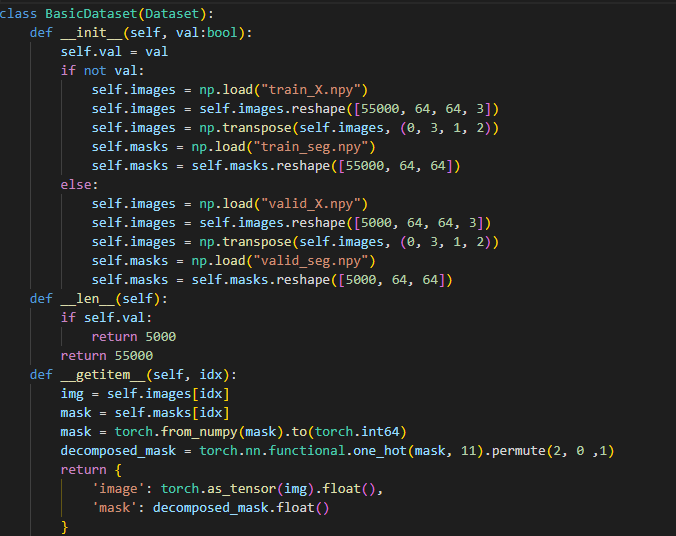 class BasicDataset(Dataset):
    def __init__(self, val:bool):
        self.val = val
        if not val:
            self.images = np.load("train_X.npy")
            self.images = self.images.reshape([55000, 64, 64, 3])
            self.images = np.transpose(self.images, (0, 3, 1, 2))
            self.masks = np.load("train_seg.npy")
            self.masks = self.masks.reshape([55000, 64, 64])
        else:
            self.images = np.load("valid_X.npy")
            self.images = self.images.reshape([5000, 64, 64, 3])
            self.images = np.transpose(self.images, (0, 3, 1, 2))
            self.masks = np.load("valid_seg.npy")
            self.masks = self.masks.reshape([5000, 64, 64])
    def __len__(self):
        if self.val:
            return 5000
        return 55000
    def __getitem__(self, idx):
        img = self.images[idx]
        mask = self.masks[idx]
        mask = torch.from_numpy(mask).to(torch.int64)
        decomposed_mask = torch.nn.functional.one_hot(mask, 11).permute(2, 0 ,1)
        return {
            'image': torch.as_tensor(img).float(),
            'mask': decomposed_mask.float()
        }